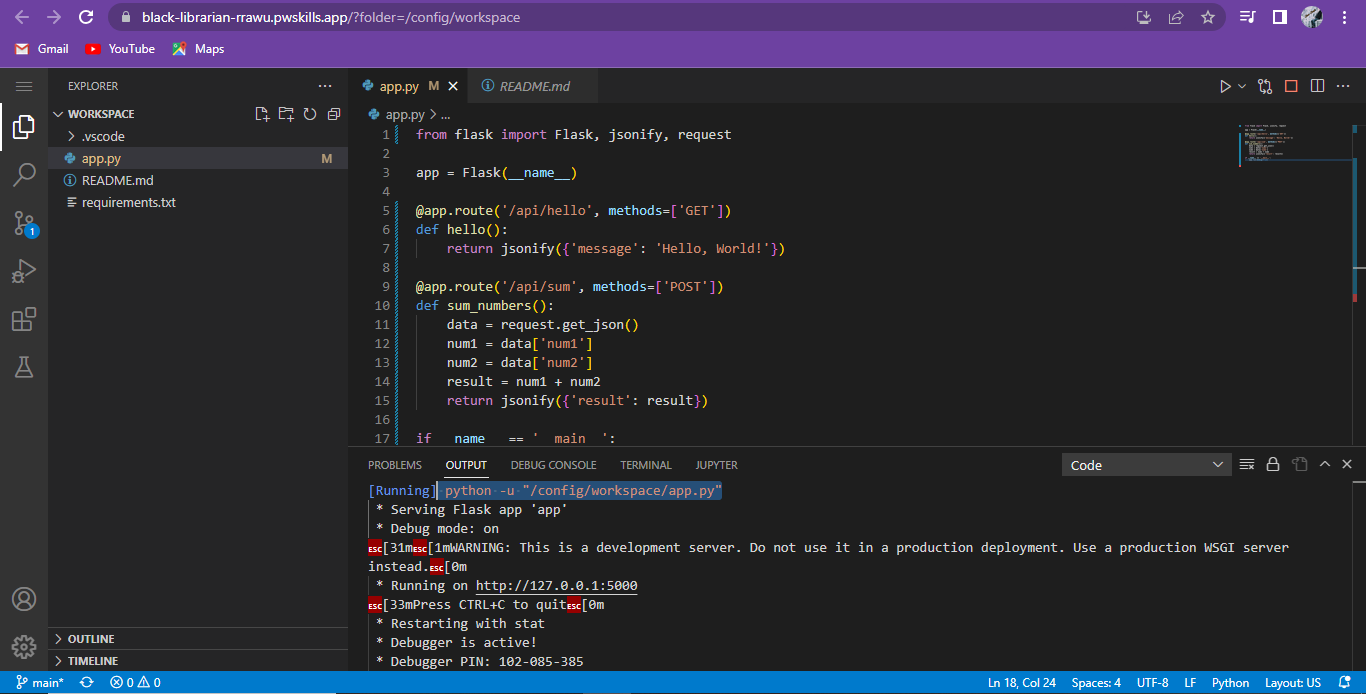 black-librarian-rrawu.pwskills.app/?folder=/config/workspace
Gmail YouTube Maps
EXPLORER
WORKSPACE
.vscode
app.py M
README.md
requirements.txt
OUTLINE
TIMELINE
app.py M README.md
app.py > ...
1 from flask import Flask, jsonify, request
2
3 app = Flask(__name__)
4
5 @app.route('/api/hello', methods=['GET'])
6 def hello():
7 return jsonify({'message': 'Hello, World!'})
8
9 @app.route('/api/sum', methods=['POST'])
10 def sum_numbers():
11 data = request.get_json()
12 num1 = data['num1']
13 num2 = data['num2']
14 result = num1 + num2
15 return jsonify({'result': result})
16
17 if __name__ == '__main__':
PROBLEMS OUTPUT DEBUG CONSOLE TERMINAL JUPYTER Code
[Running] python -u "/config/workspace/app.py"
* Serving Flask app 'app'
* Debug mode: on
ESC[31mESC[1mWARNING: This is a development server. Do not use it in a production deployment. Use a production WSGI server
instead.ESC[0m
* Running on http://127.0.0.1:5000
ESC[33mPress CTRL+C to quitESC[0m
* Restarting with stat
* Debugger is active!
* Debugger PIN: 102-085-385
1
main* 0 0 Ln 18, Col 24 Spaces: 4 UTF-8 LF Python Layout: US